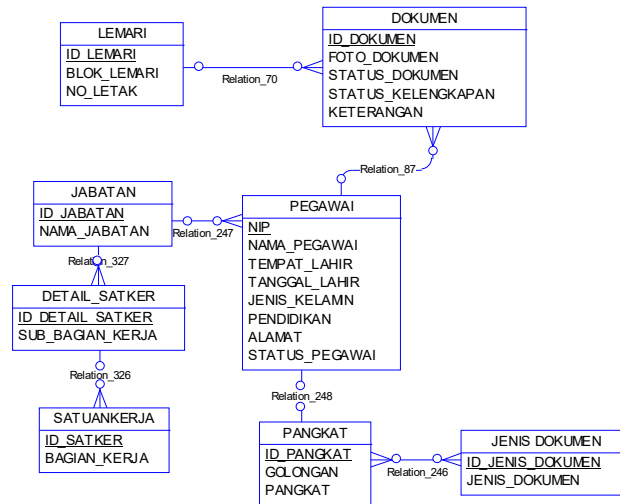 LEMARI
ID_LEMARI
BLOK_LEMARI
NO_LETAK
Relation_70
DOKUMEN
ID_DOKUMEN
FOTO_DOKUMEN
STATUS_DOKUMEN
STATUS_KELENGKAPAN
KETERANGAN
Relation_87
JABATAN
ID_JABATAN
NAMA_JABATAN
Relation_247
PEGAWAI
NIP
NAMA_PEGAWAI
TEMPAT_LAHIR
TANGGAL_LAHIR
JENIS_KELAMIN
PENDIDIKAN
ALAMAT
STATUS_PEGAWAI
Relation_327
DETAIL_SATKER
ID_DETAIL_SATKER
SUB_BAGIAN_KERJA
Relation_326
SATUANKERJA
ID_SATKER
BAGIAN_KERJA
Relation_248
PANGKAT
ID_PANGKAT
GOLONGAN
PANGKAT
Relation_246
JENIS DOKUMEN
ID_JENIS_DOKUMEN
JENIS_DOKUMEN